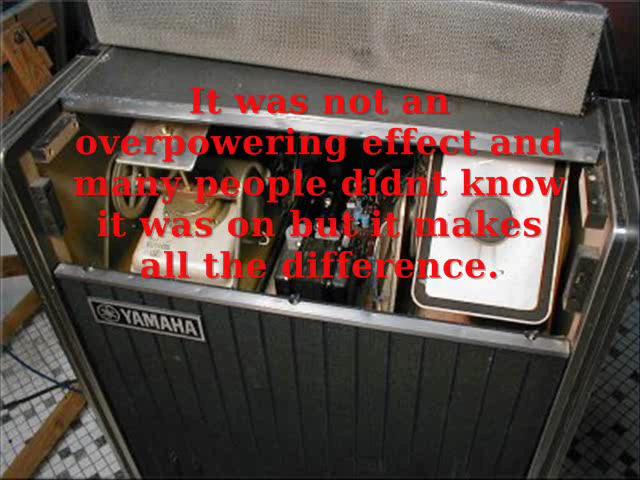 It was not an
overpowering effect and
many people didnt know
it was on but it makes
all the difference.
YAMAHA